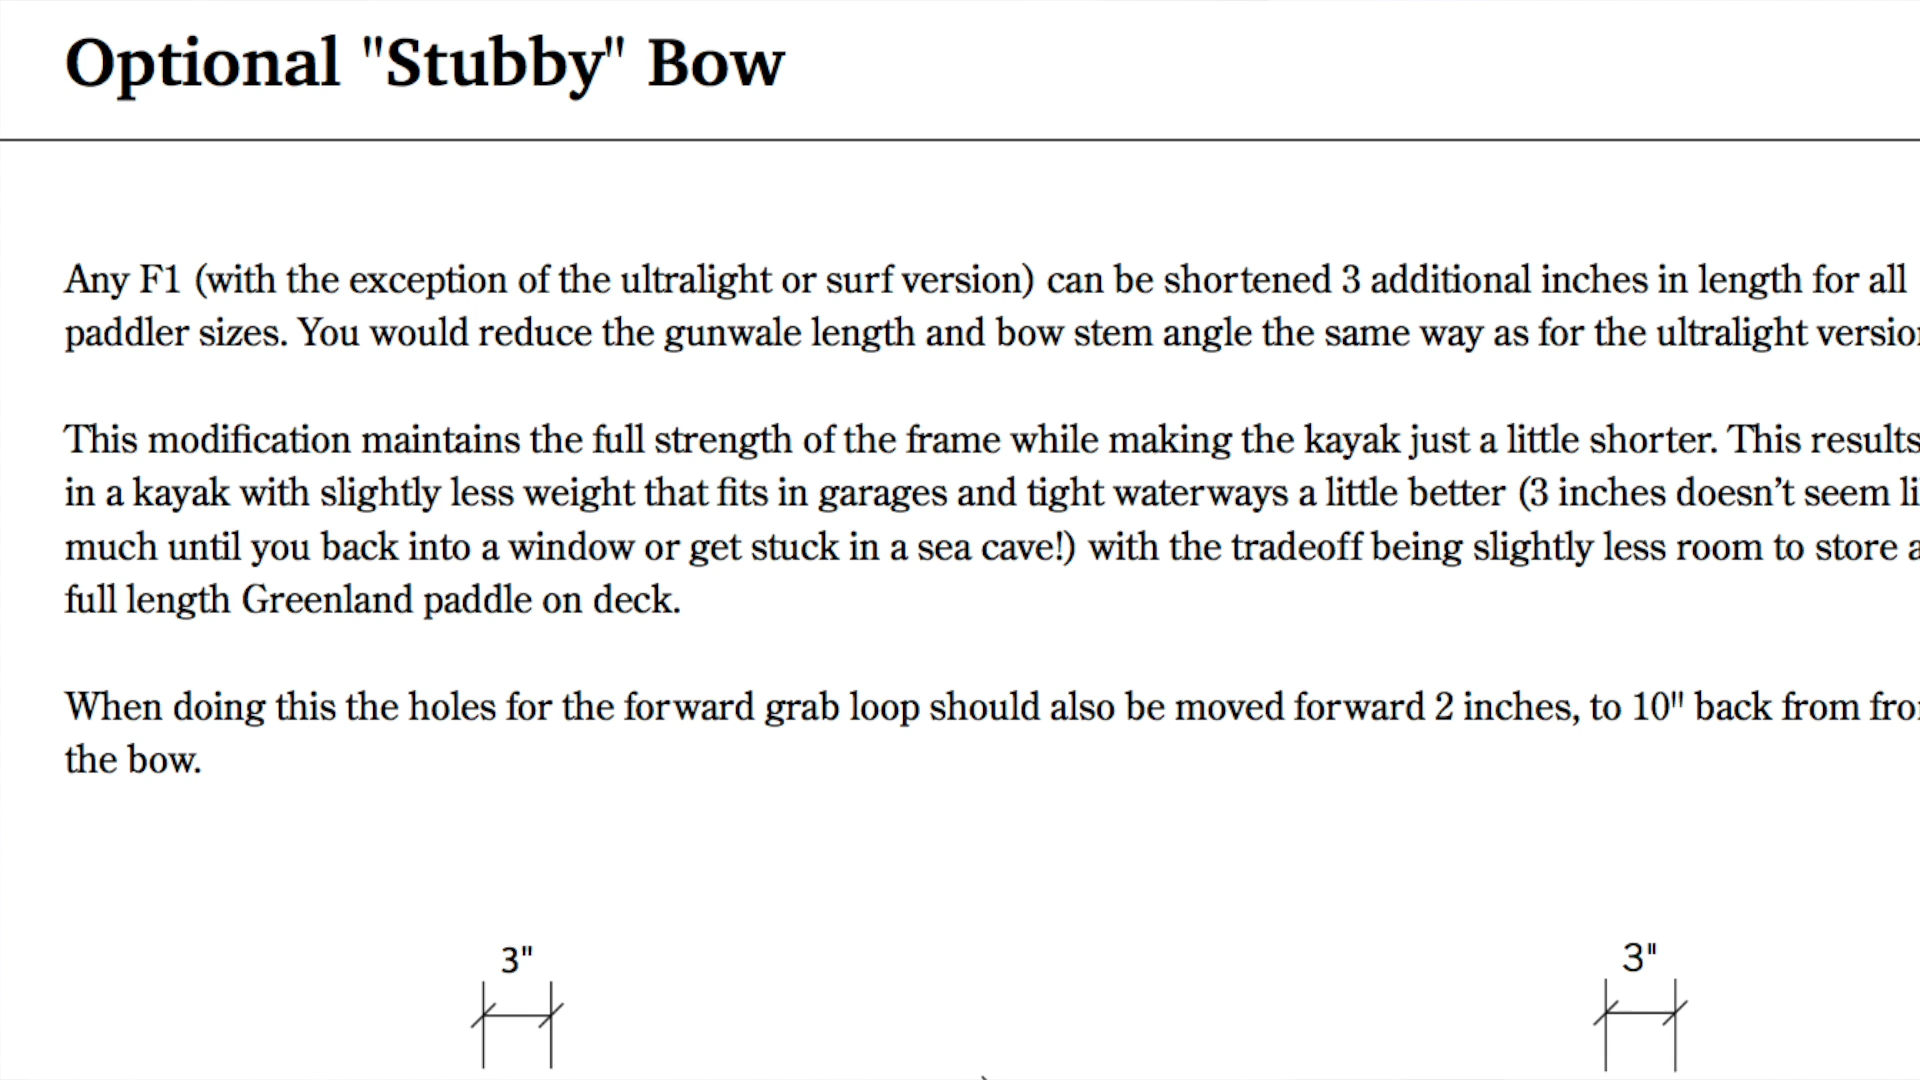 Optional "Stubby" Bow
Any F1 (with the exception of the ultralight or surf version) can be shortened 3 additional inches in length for all
paddler sizes. You would reduce the gunwale length and bow stem angle the same way as for the ultralight
This modification maintains the full strength of the frame while making the kayak just a little shorter. This results
in a kayak with slightly less weight that fits in garages and tight waterways a little better (3 inches doesn’t seem
much until you back into a window or get stuck in a sea cave!) with the tradeoff being slightly less room to store a
full length Greenland paddle on deck.
When doing this the holes for the forward grab loop should also be moved forward 2 inches, to 10" back from
the bow.
3"
3"